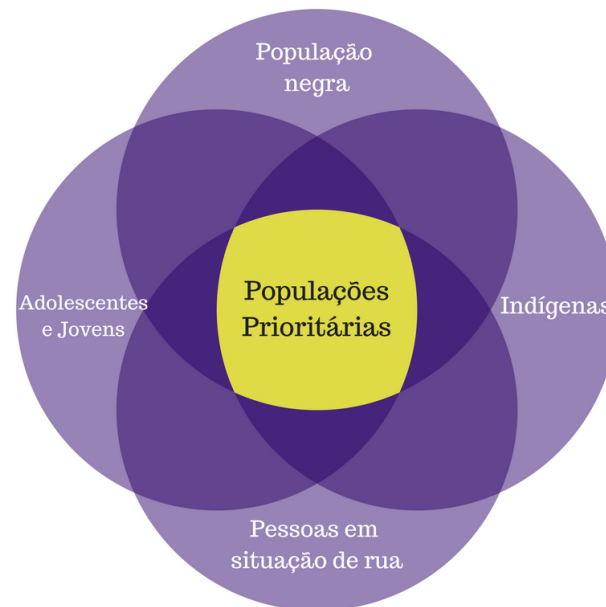 População
negra
Adolescentes
e Jovens
Populações
Prioritárias
Indígenas
Pessoas em
situação de rua